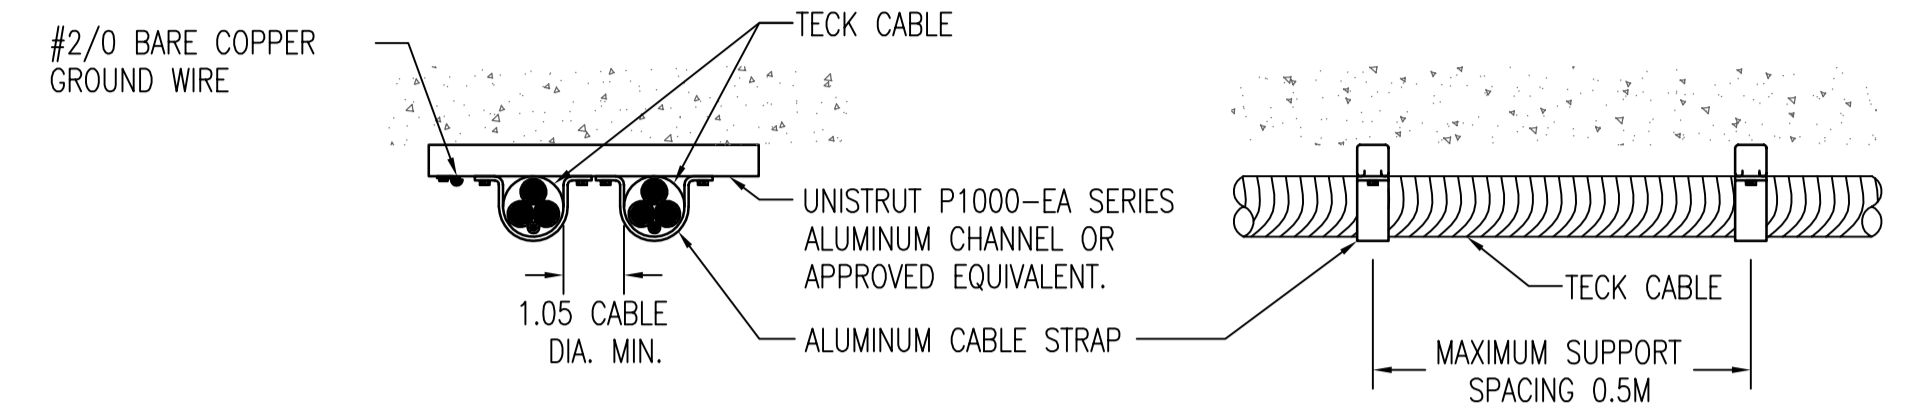 #2/0 BARE COPPER
GROUND WIRE
TECK CABLE
UNISTRUT P1000-EA SERIES
ALUMINUM CHANNEL OR
APPROVED EQUIVALENT.
1.05 CABLE
DIA. MIN.
ALUMINUM CABLE STRAP
TECK CABLE
MAXIMUM SUPPORT
SPACING 0.5M